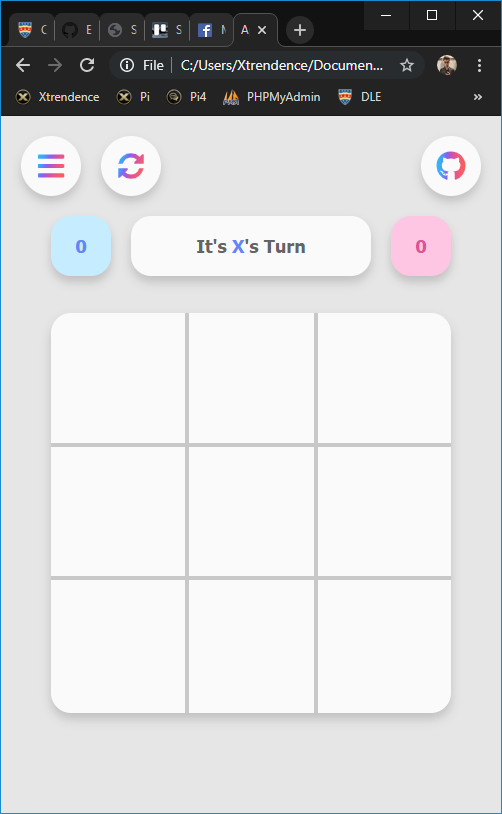 C
E
S
S
M
A
File
C:/Users/Xtrendence/Documen...
Xtrendence
Pi
Pi4
PHPMyAdmin
DLE
»
0
It's X's Turn
0